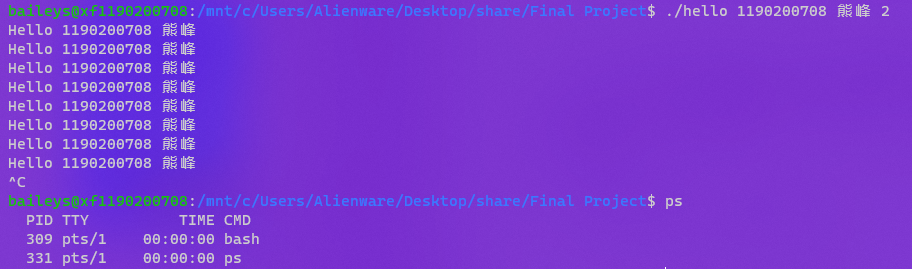 baileys@xf1190200708:/mnt/c/Users/Alienware/Desktop/share/Final Project$ ./hello 1190200708 熊峰 2
Hello 1190200708 熊峰
Hello 1190200708 熊峰
Hello 1190200708 熊峰
Hello 1190200708 熊峰
Hello 1190200708 熊峰
Hello 1190200708 熊峰
Hello 1190200708 熊峰
Hello 1190200708 熊峰
^C
baileys@xf1190200708:/mnt/c/Users/Alienware/Desktop/share/Final Project$ ps
  PID TTY          TIME CMD
  309 pts/1    00:00:00 bash
  331 pts/1    00:00:00 ps